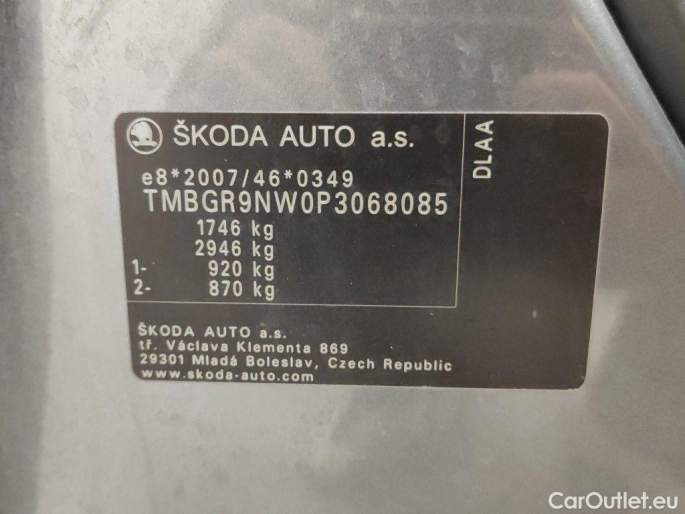 ŠKODA AUTO a.s.
DLAA
e8*2007/46*0349
TMBGR9NW0P3068085
1746 kg
2946 kg
1- 920 kg
2- 870 kg
ŠKODA AUTO a.s.
tř. Václava Klementa 869
29301 Mladá Boleslav, Czech Republic
www.skoda-auto.com
CarOutlet.eu